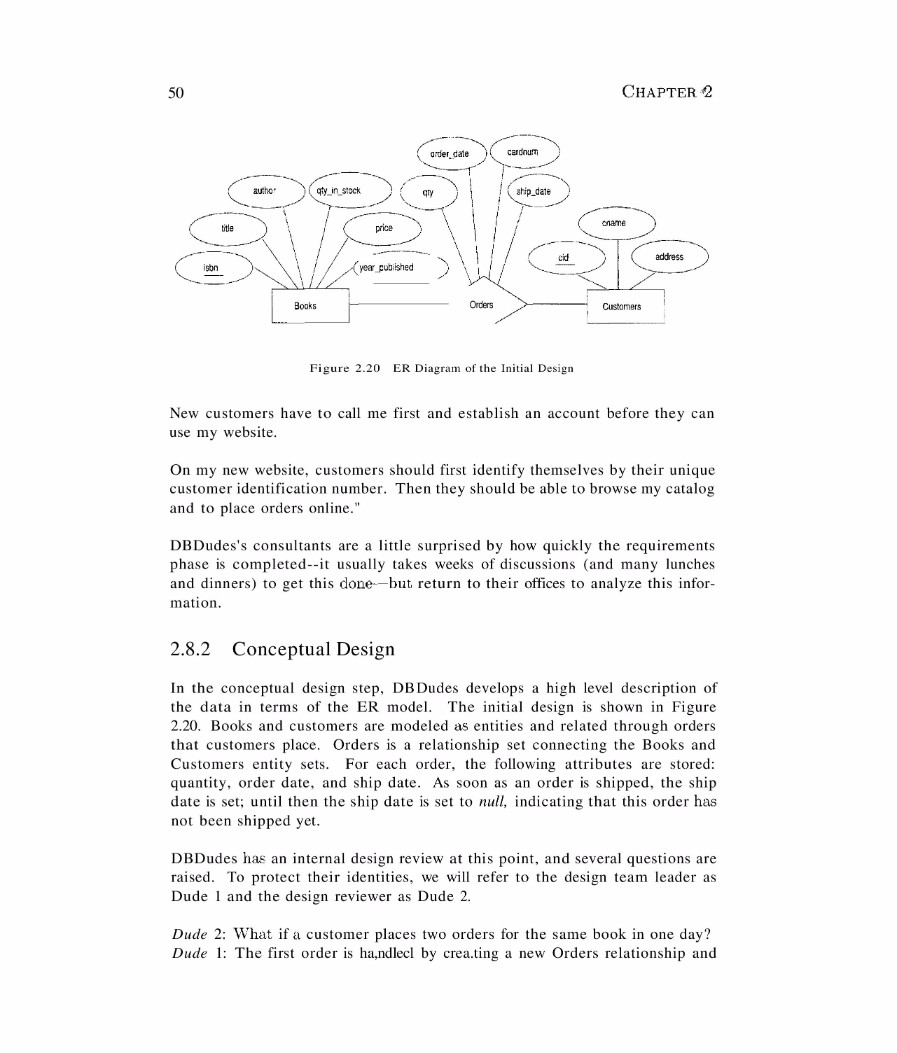 50 CHAPTER 2
order_date cardnum
author qty_in_stock qty ship_date
title price cname
isbn year_published cid address
Books Orders Customers
Figure 2.20 ER Diagram of the Initial Design
New customers have to call me first and establish an account before they can
use my website.
On my new website, customers should first identify themselves by their unique
customer identification number. Then they should be able to browse my catalog
and to place orders online."
DBDudes's consultants are a little surprised by how quickly the requirements
phase is completed--it usually takes weeks of discussions (and many lunches
and dinners) to get this done—but return to their offices to analyze this infor-
mation.
2.8.2 Conceptual Design
In the conceptual design step, DBDudes develops a high level description of
the data in terms of the ER model. The initial design is shown in Figure
2.20. Books and customers are modeled as entities and related through orders
that customers place. Orders is a relationship set connecting the Books and
Customers entity sets. For each order, the following attributes are stored:
quantity, order date, and ship date. As soon as an order is shipped, the ship
date is set; until then the ship date is set to null, indicating that this order has
not been shipped yet.
DBDudes has an internal design review at this point, and several questions are
raised. To protect their identities, we will refer to the design team leader as
Dude 1 and the design reviewer as Dude 2.
Dude 2: What if a customer places two orders for the same book in one day?
Dude 1: The first order is ha,ndlecl by crea.ting a new Orders relationship and